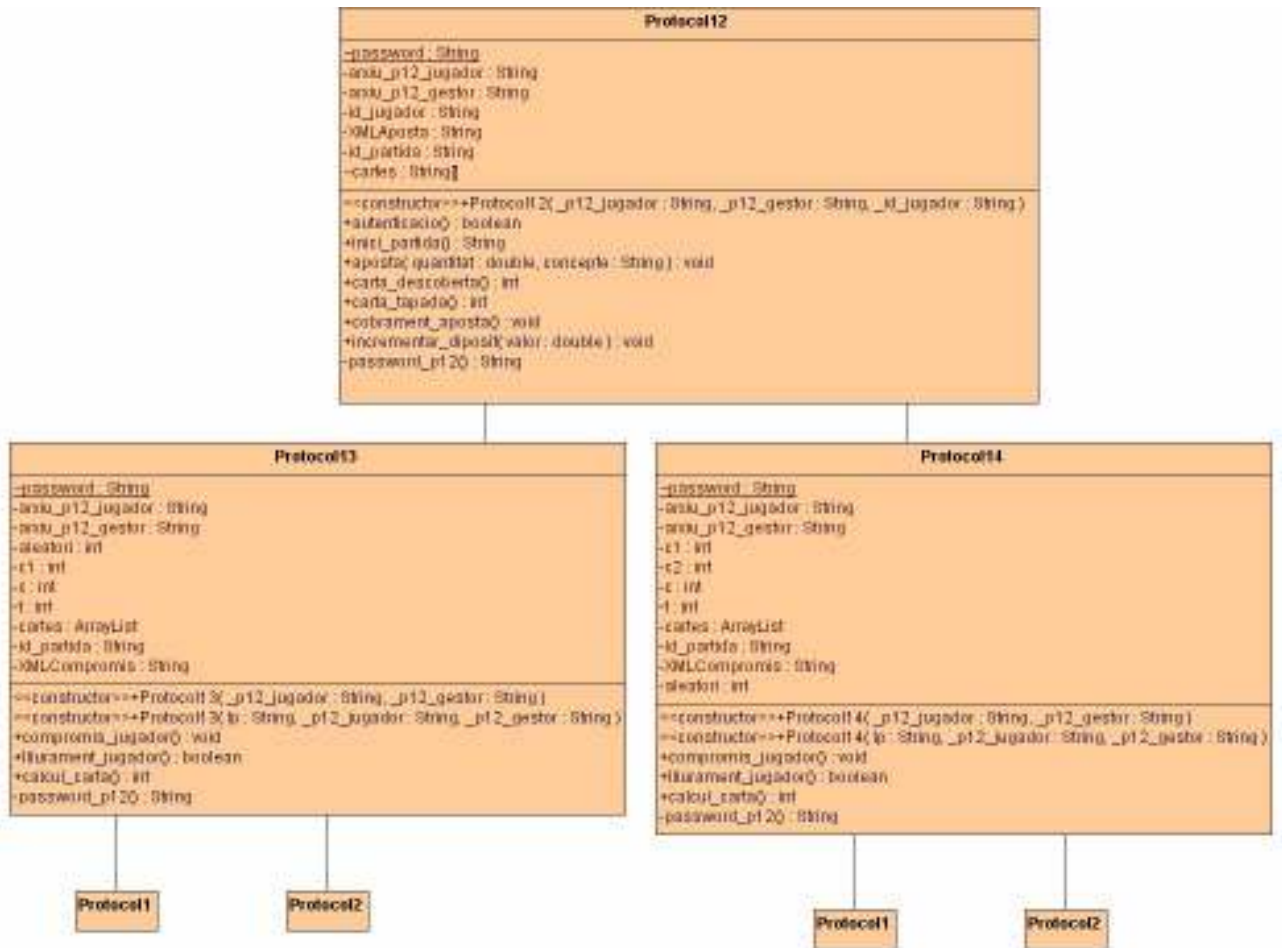 Protocol12
-password : String
-arxiu_p12_jugador : String
-arxiu_p12_gestor : String
-id_jugador : String
-XMLAposta : String
-id_partida : String
-cartes : String[]
<<constructor>>+Protocol12( _p12_jugador : String, _p12_gestor : String, _id_jugador : String )
+autenticacio() : boolean
+inici_partida() : String
+aposta( quantitat : double, concepte : String ) : void
+carta_descoberta() : int
+carta_tapada() : int
+cobrament_aposta() : void
+incrementar_diposit( valor : double ) : void
-password_p12() : String
Protocol13
-password : String
-arxiu_p12_jugador : String
-arxiu_p12_gestor : String
-aleatori : int
-c1 : int
-c : int
-t : int
-cartes : ArrayList
-id_partida : String
-XMLCompromis : String
<<constructor>>+Protocol13( _p12_jugador : String, _p12_gestor : String )
<<constructor>>+Protocol13( ip : String, _p12_jugador : String, _p12_gestor : String )
+compromis_jugador() : void
+lliurament_jugador() : boolean
+calcul_carta() : int
-password_p12() : String
Protocol14
-password : String
-arxiu_p12_jugador : String
-arxiu_p12_gestor : String
-c1 : int
-c2 : int
-c : int
-t : int
-cartes : ArrayList
-id_partida : String
-XMLCompromis : String
-aleatori : int
<<constructor>>+Protocol14( _p12_jugador : String, _p12_gestor : String )
<<constructor>>+Protocol14( ip : String, _p12_jugador : String, _p12_gestor : String )
+compromis_jugador() : void
+lliurament_jugador() : boolean
+calcul_carta() : int
-password_p12() : String
Protocol1
Protocol2
Protocol1
Protocol2